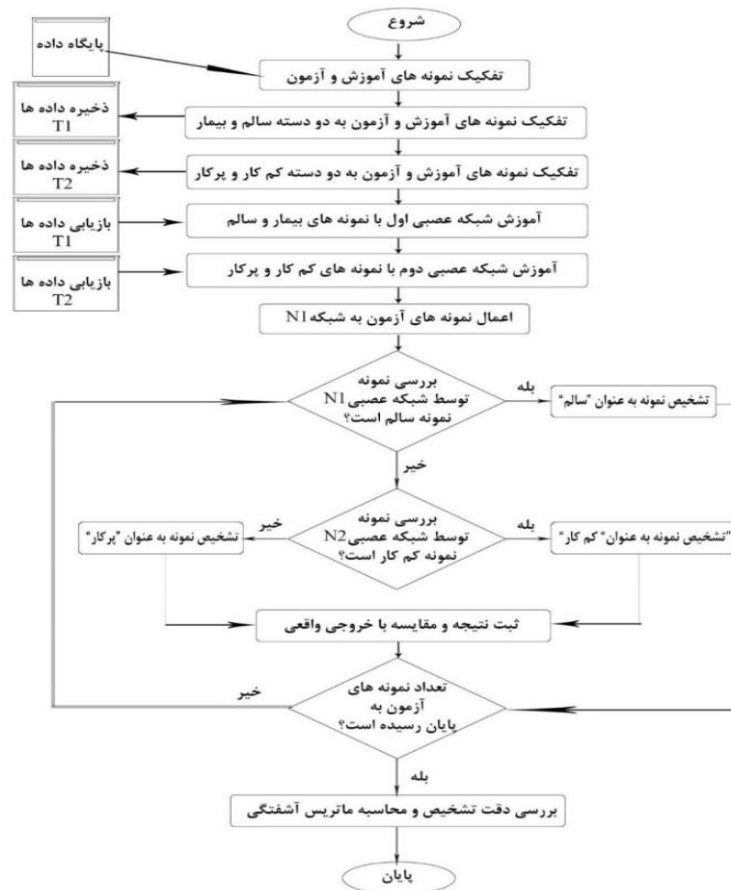 شروع
پایگاه داده
تفکیک نمونه های آموزش و آزمون
ذخیره داده ها
T1
تفکیک نمونه های آموزش و آزمون به دو دسته سالم و بیمار
ذخیره داده ها
T2
تفکیک نمونه های آموزش و آزمون به دو دسته کم کار و پرکار
بازیابی داده ها
T1
آموزش شبکه عصبی اول با نمونه های بیمار و سالم
بازیابی داده ها
T2
آموزش شبکه عصبی دوم با نمونه های کم کار و پرکار
اعمال نمونه های آزمون به شبکه N1
بررسی نمونه
توسط شبکه عصبی N1
نمونه سالم است؟
بله
تشخیص نمونه به عنوان "سالم"
خیر
بررسی نمونه
توسط شبکه عصبی N2
نمونه کم کار است؟
بله
"تشخیص نمونه به عنوان" کم کار"
خیر
تشخیص نمونه به عنوان "پرکار"
ثبت نتیجه و مقایسه با خروجی واقعی
تعداد نمونه های
آزمون به
پایان رسیده است؟
خیر
بله
بررسی دقت تشخیص و محاسبه ماتریس آشفتگی
پایان